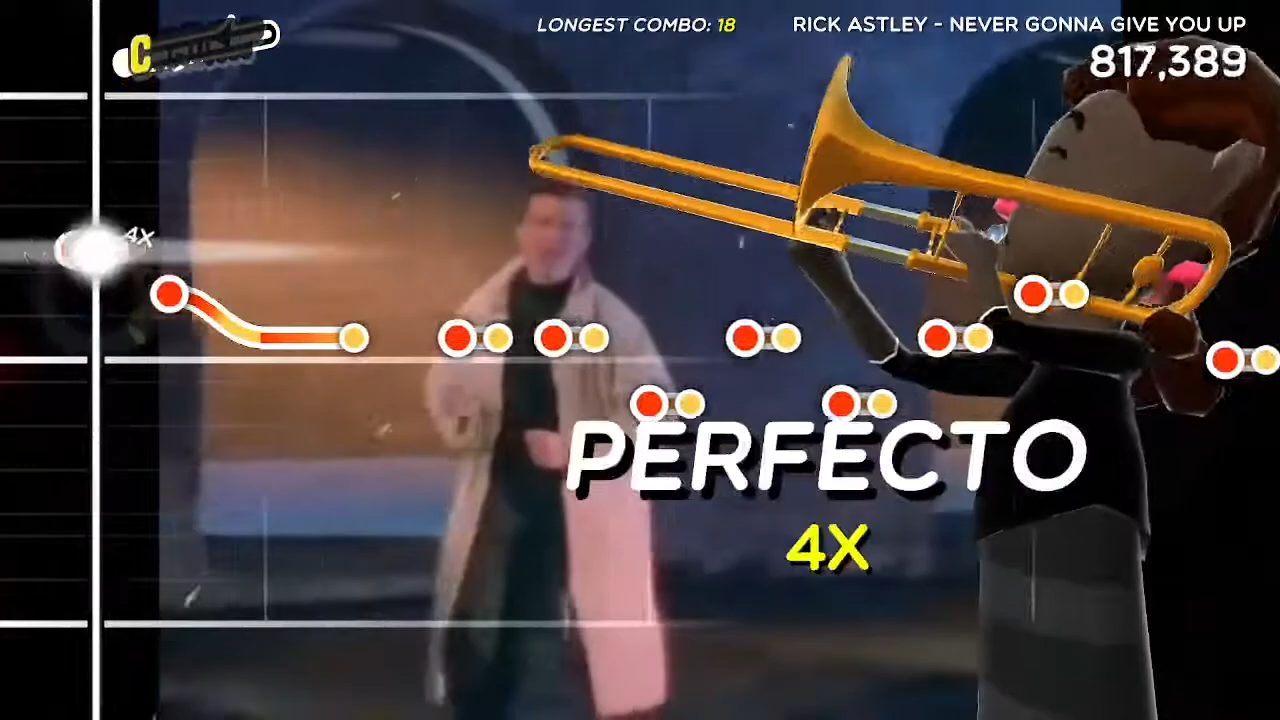 LONGEST COMBO: 18
RICK ASTLEY - NEVER GONNA GIVE YOU UP
817,389
C
4X
PERFECTO
4X